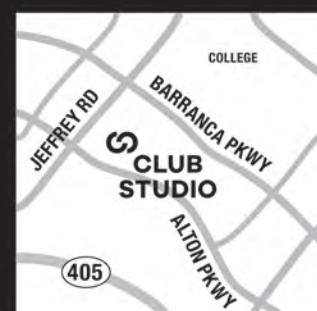 COLLEGE
BARRANCA PKWY
JEFFREY RD
CLUB
STUDIO
ALTON PKWY
405